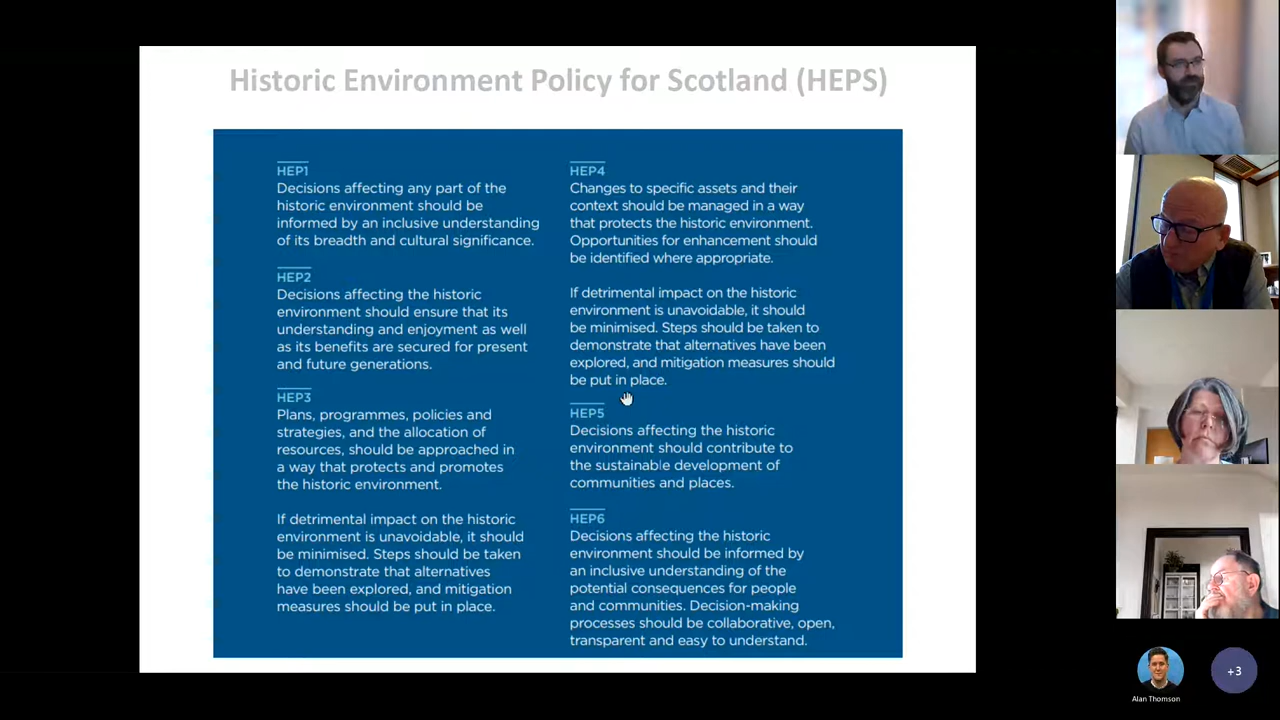 Historic Environment Policy for Scotland (HEPS)
HEP1
Decisions affecting any part of the
historic environment should be
informed by an inclusive understanding
of its breadth and cultural significance.
HEP2
Decisions affecting the historic
environment should ensure that its
understanding and enjoyment as well
as its benefits are secured for present
and future generations.
HEP3
Plans, programmes, policies and
strategies, and the allocation of
resources, should be approached in
a way that protects and promotes
the historic environment.
If detrimental impact on the historic
environment is unavoidable, it should
be minimised. Steps should be taken
to demonstrate that alternatives
have been explored, and mitigation
measures should be put in place.
HEP4
Changes to specific assets and their
context should be managed in a way
that protects the historic environment.
Opportunities for enhancement should
be identified where appropriate.
If detrimental impact on the historic
environment is unavoidable, it should
be minimised. Steps should be taken to
demonstrate that alternatives have been
explored, and mitigation measures should
be put in place.
HEP5
Decisions affecting the historic
environment should contribute to
the sustainable development of
communities and places.
HEP6
Decisions affecting the historic
environment should be informed by
an inclusive understanding of the
potential consequences for people
and communities. Decision-making
processes should be collaborative, open,
transparent and easy to understand.
Alan Thomson
+3